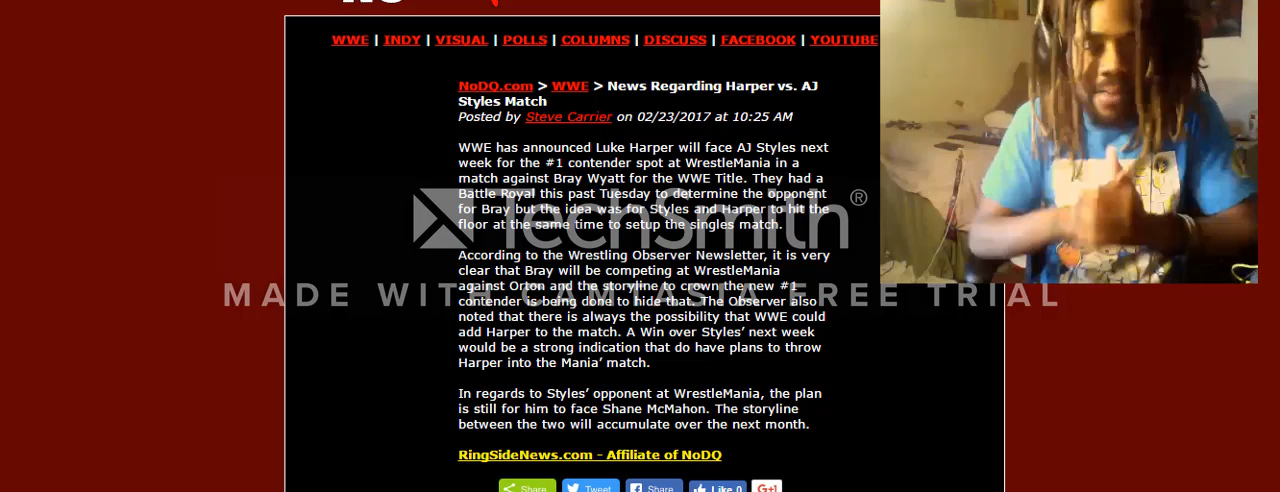 WWE | INDY | VISUAL | POLLS | COLUMNS | DISCUSS | FACEBOOK | YOUTUBE
NoDQ.com > WWE > News Regarding Harper vs. AJ
Styles Match
Posted by Steve Carrier on 02/23/2017 at 10:25 AM
WWE has announced Luke Harper will face AJ Styles next
week for the #1 contender spot at WrestleMania in a
match against Bray Wyatt for the WWE Title. They had a
Battle Royal this past Tuesday to determine the opponent
for Bray but the idea was for Styles and Harper to hit the
floor at the same time to setup the singles match.
TechSmith®
According to the Wrestling Observer Newsletter, it is very
clear that Bray will be competing at WrestleMania
against Orton and the storyline to crown the new #1
contender is being done to hide that. The Observer also
noted that there is always the possibility that WWE could
add Harper to the match. A Win over Styles’ next week
would be a strong indication that do have plans to throw
Harper into the Mania’ match.
MADE WITH CAMTASIA FREE TRIAL
In regards to Styles’ opponent at WrestleMania, the plan
is still for him to face Shane McMahon. The storyline
between the two will accumulate over the next month.
RingSideNews.com - Affiliate of NoDQ
Share Tweet Share Like 0 G+1